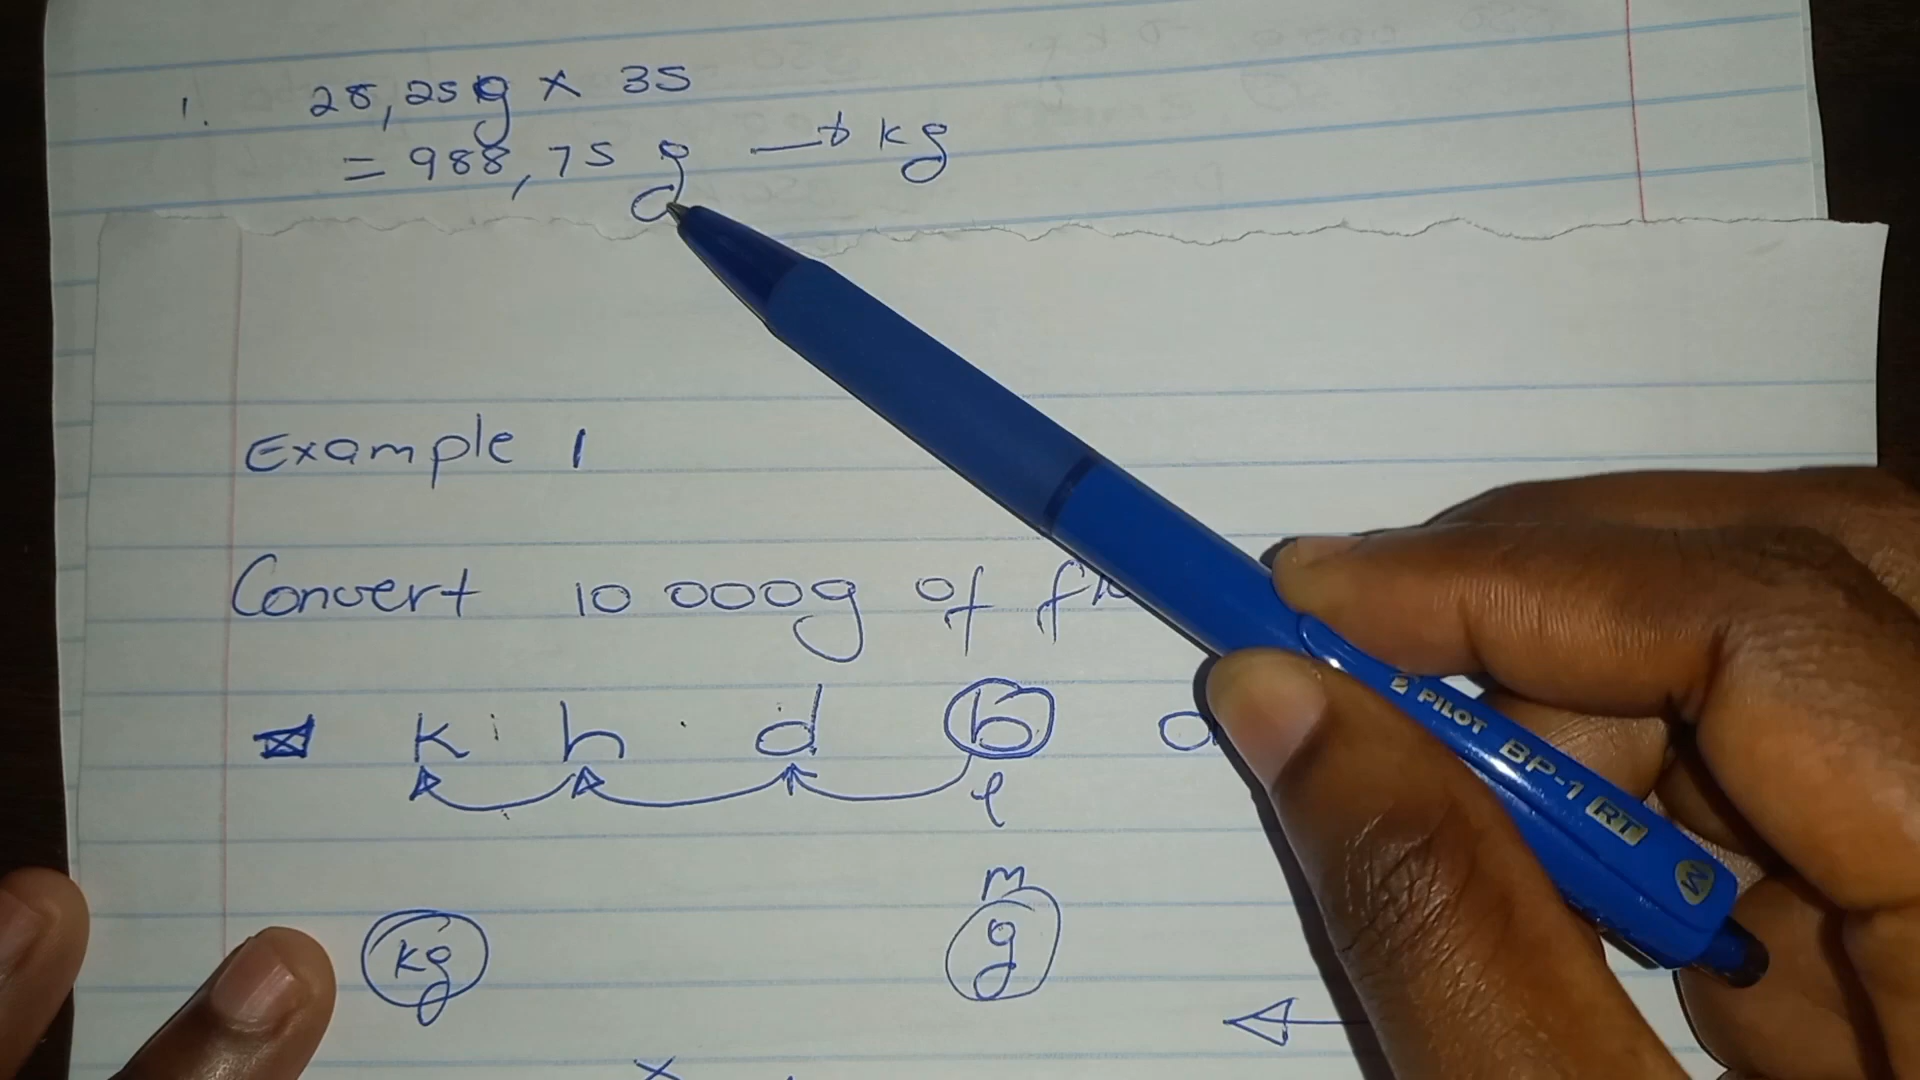 1. 28,25g x 35
= 988,75 g → kg
Example 1
Convert 10 000g of
k h d b
l
m
kg g
PILOT BP-1 RT M